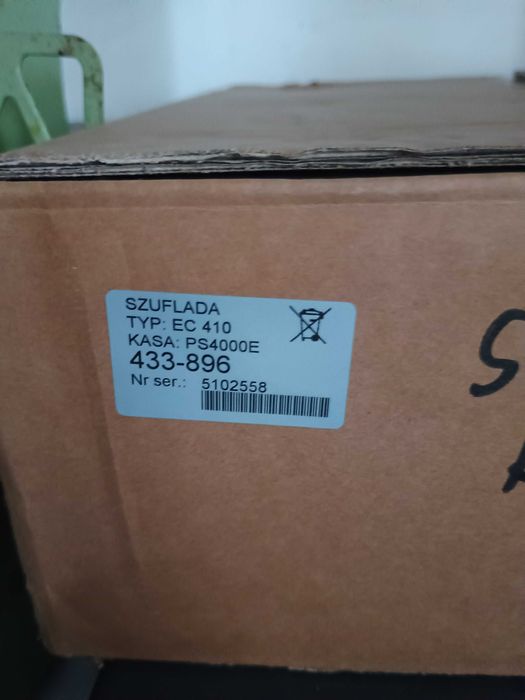 SZUFLADA
TYP: EC 410
KASA: PS4000E
433-896
Nr ser.: 5102558